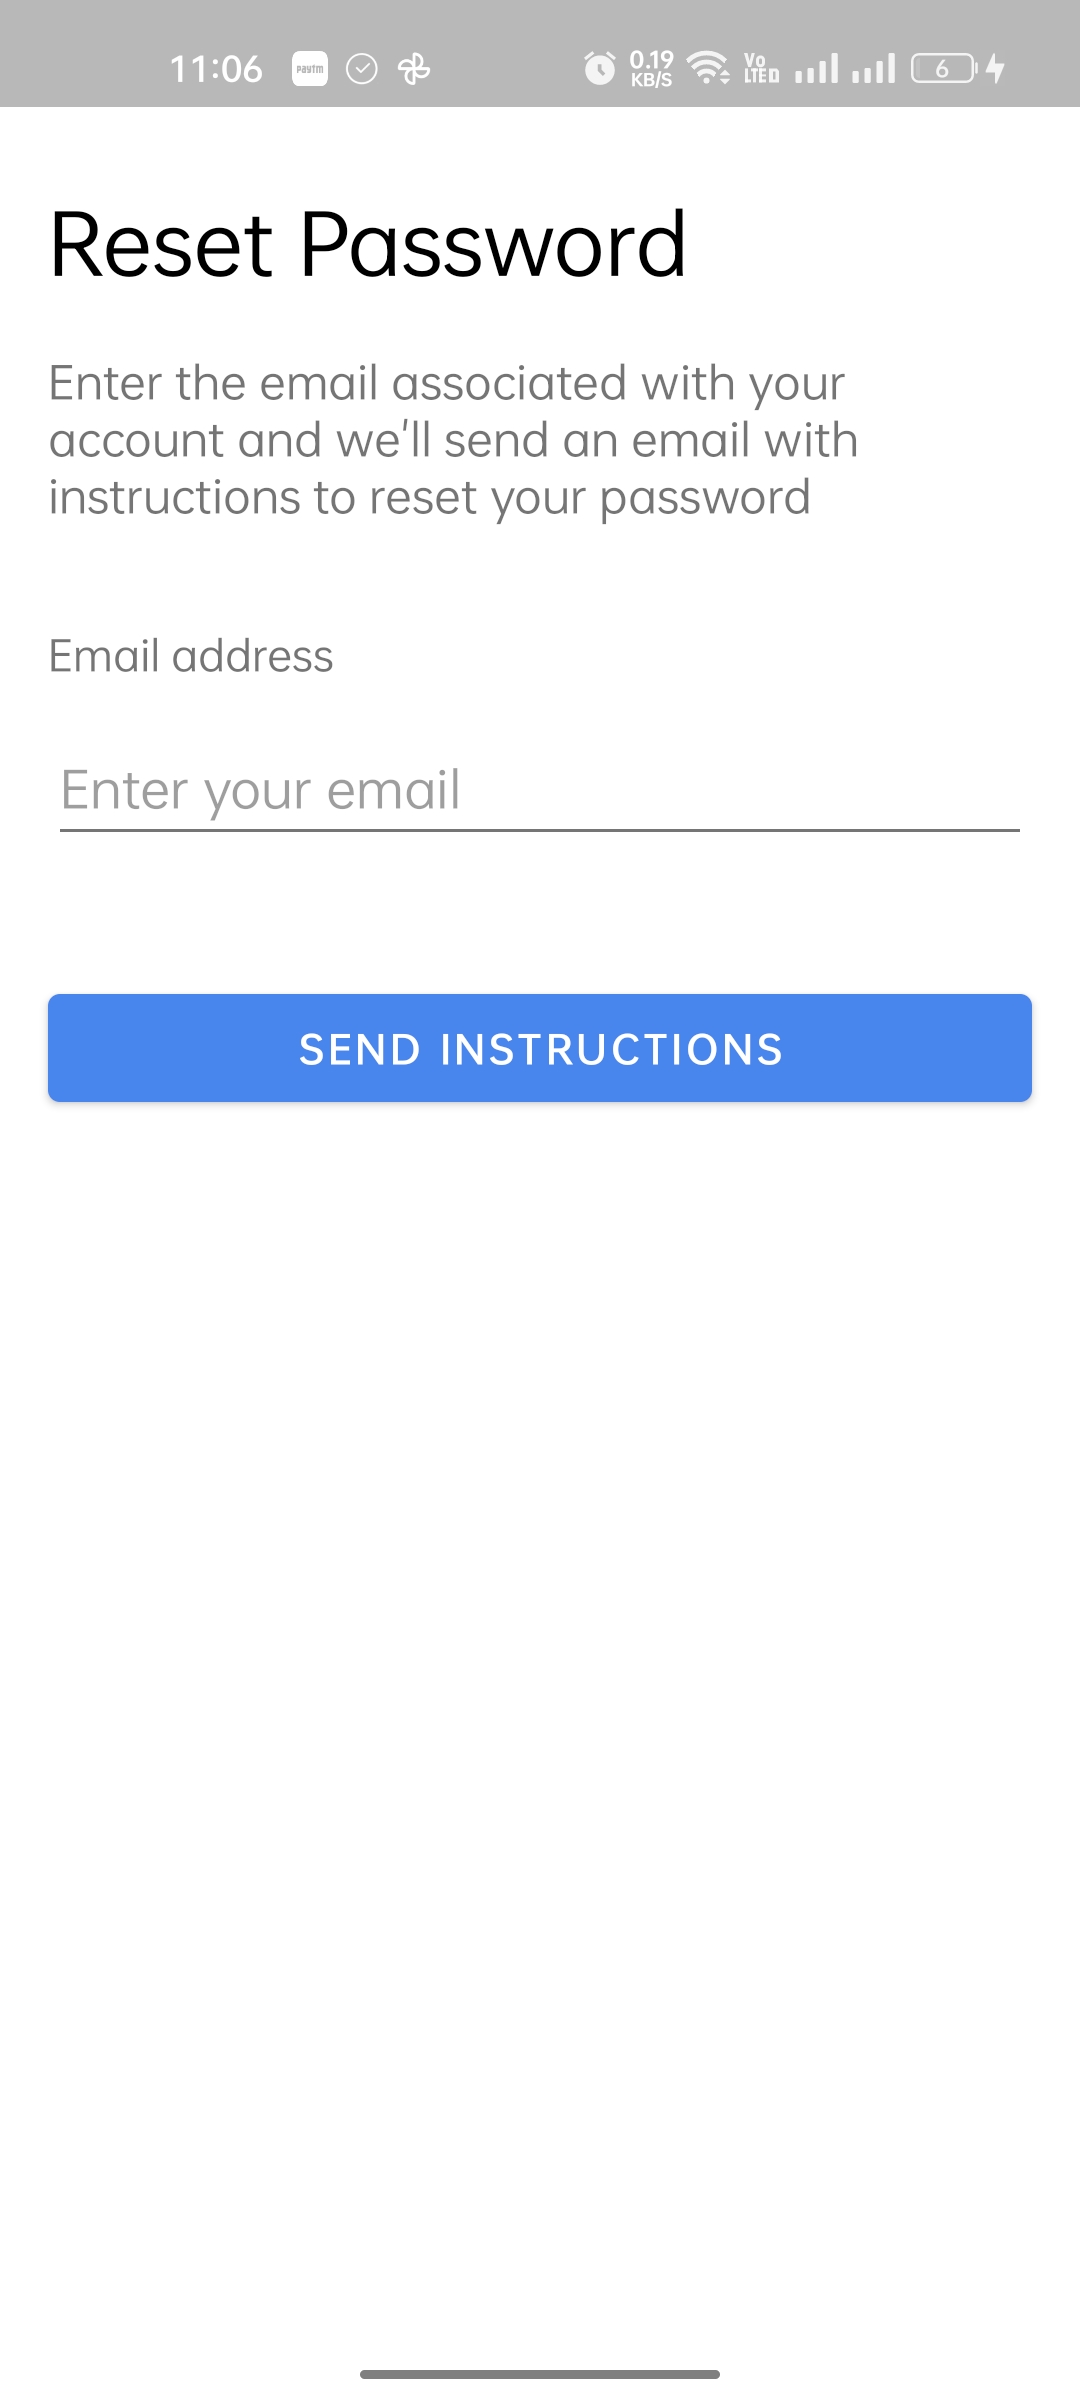 11:06 paytm 0.19 KB/S Vo LTED 6
Reset Password
Enter the email associated with your
account and we'll send an email with
instructions to reset your password
Email address
Enter your email
SEND INSTRUCTIONS